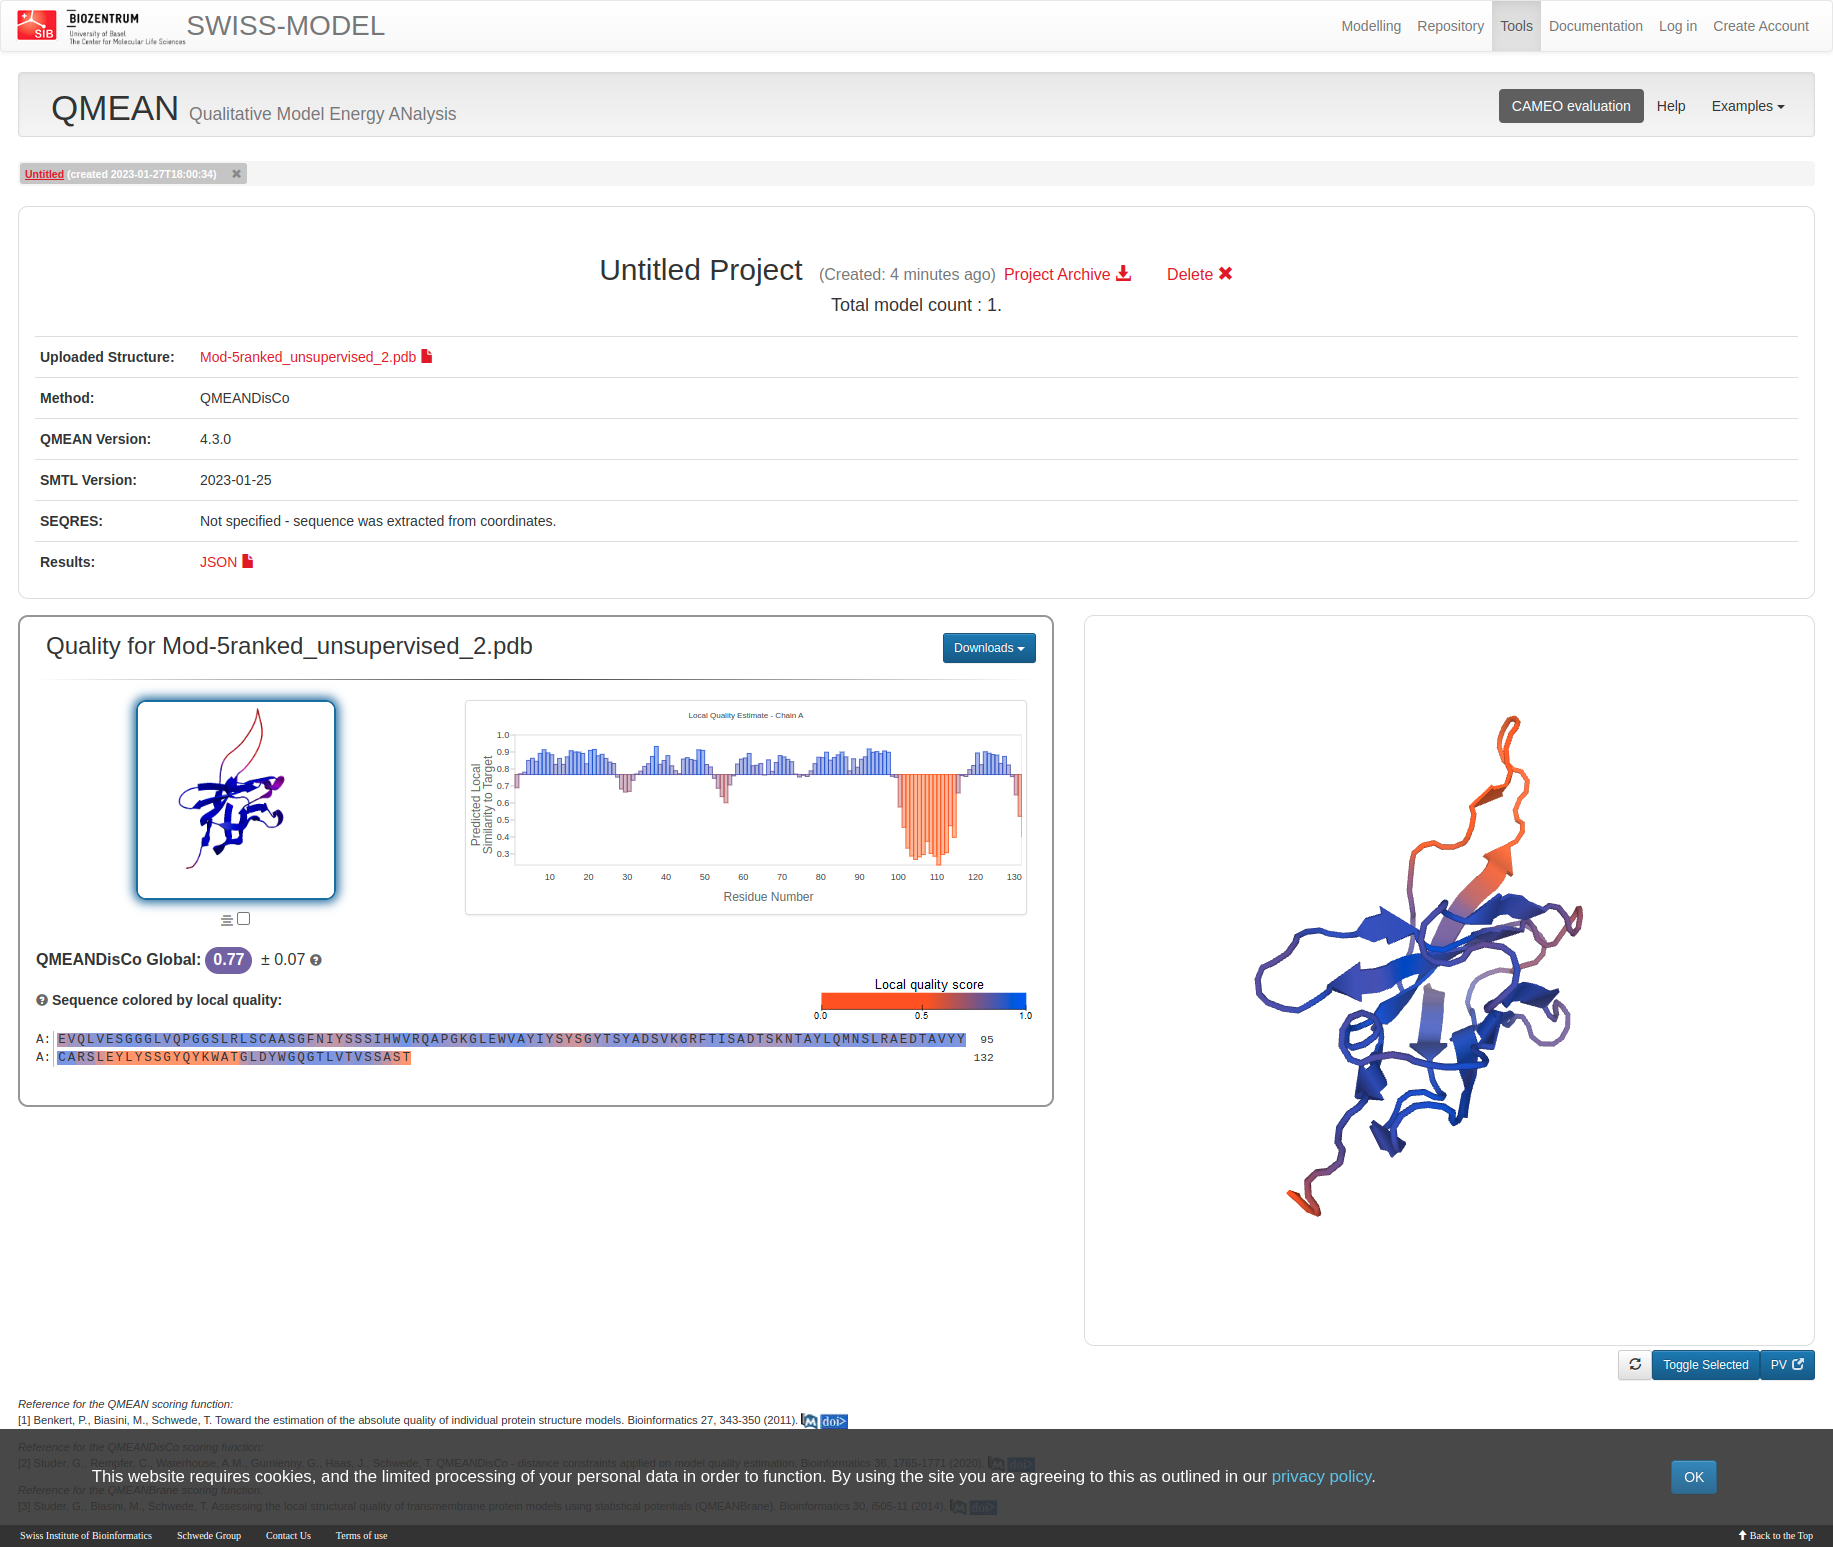 SIB
BIOZENTRUM
University of Basel
The Center for Molecular Life Sciences
SWISS-MODEL
Modelling Repository Tools Documentation Log in Create Account
QMEAN Qualitative Model Energy ANalysis
CAMEO evaluation Help Examples
Untitled (created 2023-01-27T18:00:34)
Untitled Project (Created: 4 minutes ago) Project Archive Delete
Total model count : 1.
Uploaded Structure: Mod-5ranked_unsupervised_2.pdb
Method: QMEANDisCo
QMEAN Version: 4.3.0
SMTL Version: 2023-01-25
SEQRES: Not specified - sequence was extracted from coordinates.
Results: JSON
Quality for Mod-5ranked_unsupervised_2.pdb
Downloads
Local Quality Estimate - Chain A
Predicted Local
Similarity to Target
1.0
0.9
0.8
0.7
0.6
0.5
0.4
0.3
10 20 30 40 50 60 70 80 90 100 110 120 130
Residue Number
QMEANDisCo Global: 0.77 ± 0.07
Sequence colored by local quality:
Local quality score
0.0 0.5 1.0
A: EVQLVESGGGLVQPGGSLRLSCAASGFNIYSSSIHWVRQAPGKGLEWVAYIYSYSGYTSYADSVKGRFTISADTSKNTAYLQMNSLRAEDTAVYY 95
A: CARSLEYLYSSGYQYKWATGLDYWGQGTLVTVSSAST 132
Toggle Selected PV
Reference for the QMEAN scoring function:
[1] Benkert, P., Biasini, M., Schwede, T. Toward the estimation of the absolute quality of individual protein structure models. Bioinformatics 27, 343-350 (2011). doi>
Reference for the QMEANDisCo scoring function:
[2] Studer, G., Rempfer, C., Waterhouse, A.M., Gumienny, G., Haas, J., Schwede, T. QMEANDisCo - distance constraints applied on model quality estimation. Bioinformatics 36, 1765-1771 (2020). doi>
This website requires cookies, and the limited processing of your personal data in order to function. By using the site you are agreeing to this as outlined in our privacy policy.
OK
Reference for the QMEANBrane scoring function:
[3] Studer, G., Biasini, M., Schwede, T. Assessing the local structural quality of transmembrane protein models using statistical potentials (QMEANBrane). Bioinformatics 30, i505-11 (2014). doi>
Swiss Institute of Bioinformatics Schwede Group Contact Us Terms of use Back to the Top